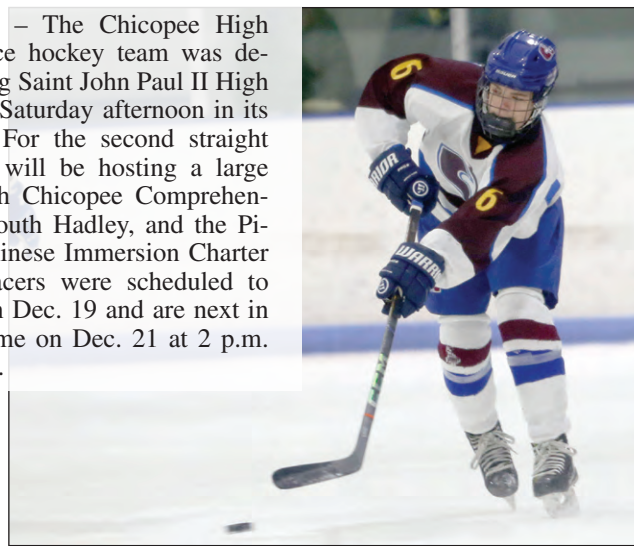 – The Chicopee High
ce hockey team was de-
g Saint John Paul II High
Saturday afternoon in its
For the second straight
will be hosting a large
h Chicopee Comprehen-
outh Hadley, and the Pi-
inese Immersion Charter
acers were scheduled to
n Dec. 19 and are next in
me on Dec. 21 at 2 p.m.
.
6
RIOR
6
WARR